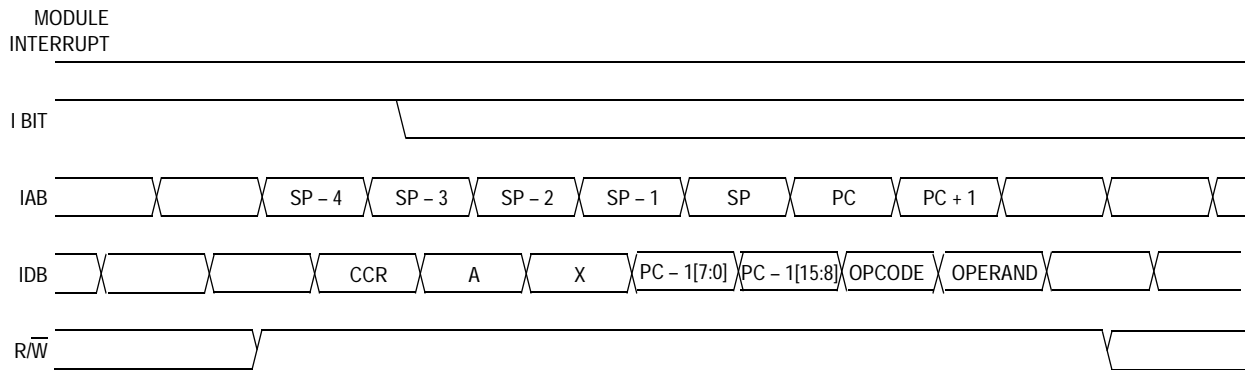 MODULE
INTERRUPT
I BIT
IAB SP – 4 SP – 3 SP – 2 SP – 1 SP PC PC + 1
IDB CCR A X PC – 1[7:0] PC – 1[15:8] OPCODE OPERAND
R/W̅